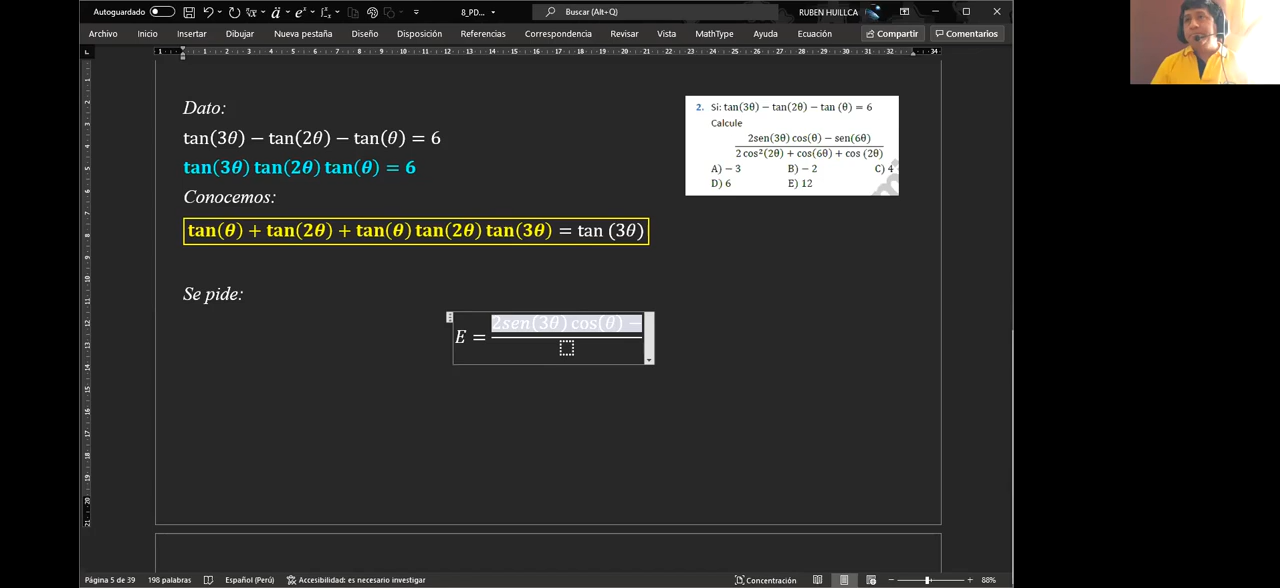 Autoguardado 8_PD... Buscar (Alt+Q) RUBEN HUILLCA
Archivo Inicio Insertar Dibujar Nueva pestaña Diseño Disposición Referencias Correspondencia Revisar Vista MathType Ayuda Ecuación Compartir Comentarios
Dato:
tan(3θ) − tan(2θ) − tan(θ) = 6
tan(3θ) tan(2θ) tan(θ) = 6
Conocemos:
tan(θ) + tan(2θ) + tan(θ) tan(2θ) tan(3θ) = tan (3θ)
Se pide:
E = 2sen(3θ) cos(θ) −
2. Si: tan(3θ) − tan(2θ) − tan (θ) = 6
Calcule
2sen(3θ) cos(θ) − sen(6θ)
2 cos²(2θ) + cos(6θ) + cos (2θ)
A) − 3 B) − 2 C) 4
D) 6 E) 12
Página 5 de 39 198 palabras Español (Perú) Accesibilidad: es necesario investigar Concentración 88%